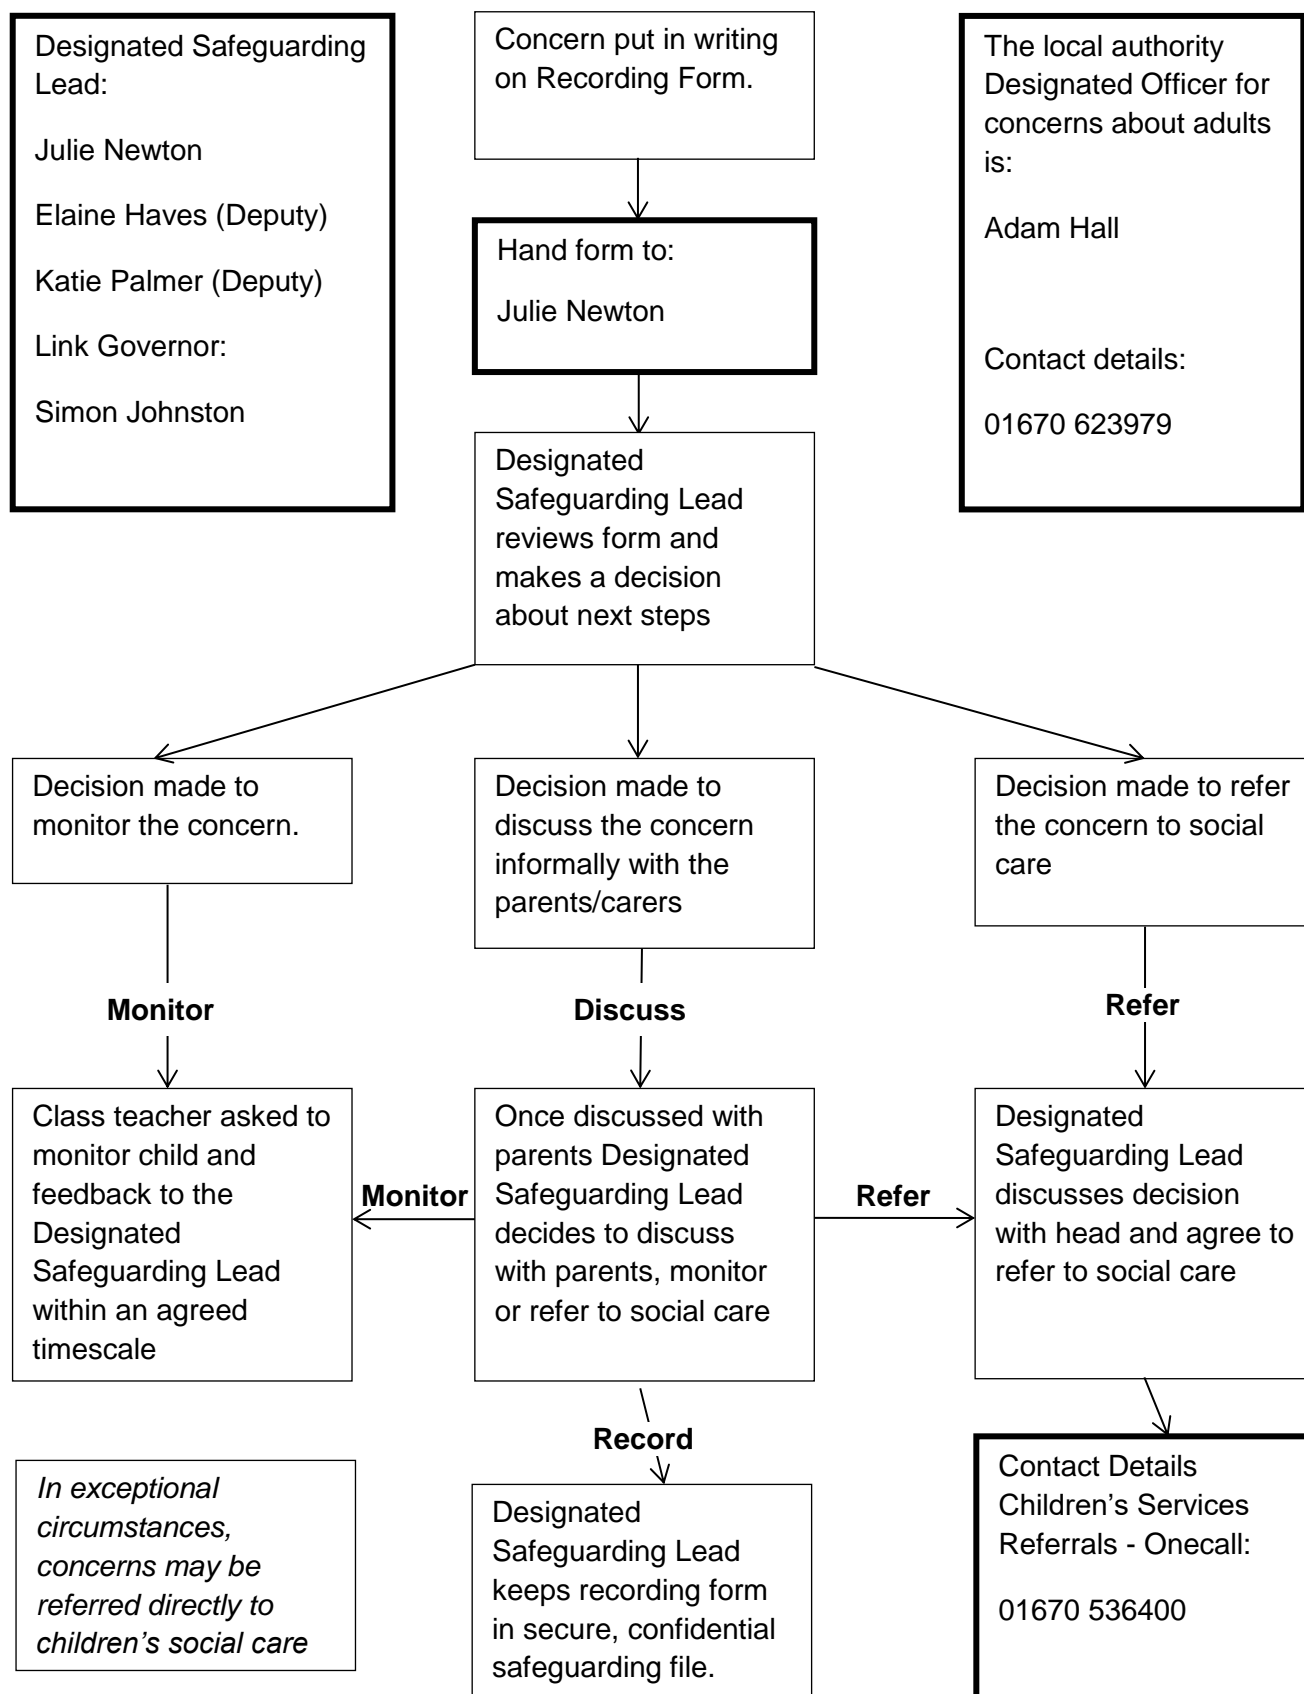 Designated Safeguarding
Lead:
Julie Newton
Elaine Haves (Deputy)
Katie Palmer (Deputy)
Link Governor:
Simon Johnston
Concern put in writing
on Recording Form.
The local authority
Designated Officer for
concerns about adults
is:
Adam Hall
Contact details:
01670 623979
Hand form to:
Julie Newton
Designated
Safeguarding Lead
reviews form and
makes a decision
about next steps
Decision made to
monitor the concern.
Decision made to
discuss the concern
informally with the
parents/carers
Decision made to refer
the concern to social
care
Monitor
Discuss
Refer
Class teacher asked to
monitor child and
feedback to the
Designated
Safeguarding Lead
within an agreed
timescale
Monitor
Once discussed with
parents Designated
Safeguarding Lead
decides to discuss
with parents, monitor
or refer to social care
Refer
Designated
Safeguarding Lead
discusses decision
with head and agree to
refer to social care
Record
In exceptional
circumstances,
concerns may be
referred directly to
children's social care
Designated
Safeguarding Lead
keeps recording form
in secure, confidential
safeguarding file.
Contact Details
Children's Services
Referrals - Onecall:
01670 536400